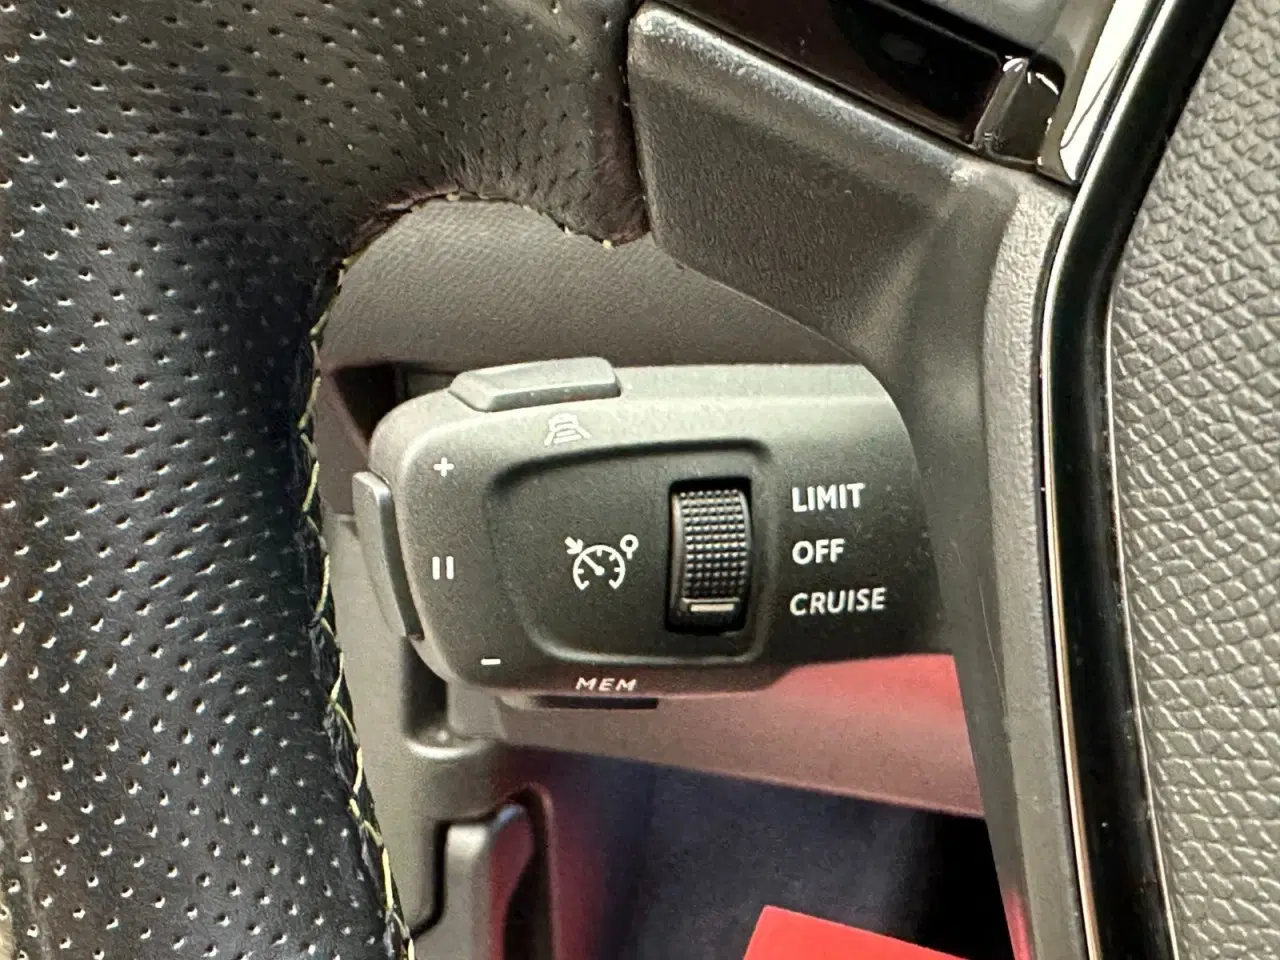 +
LIMIT
OFF
CRUISE
II
–
MEM